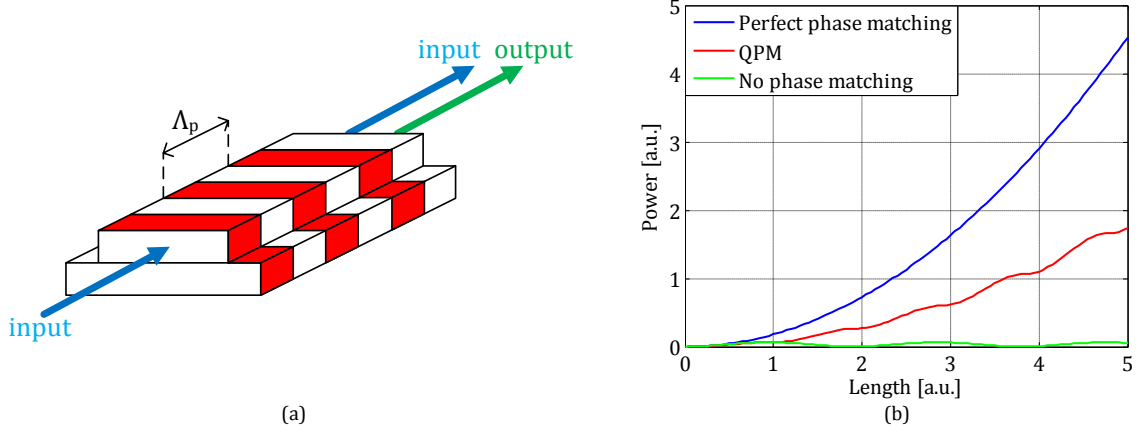 input output
Λp
input
(a)
Perfect phase matching
QPM
No phase matching
Power [a.u.]
5
4
3
2
1
0
0 1 2 3 4 5
Length [a.u.]
(b)